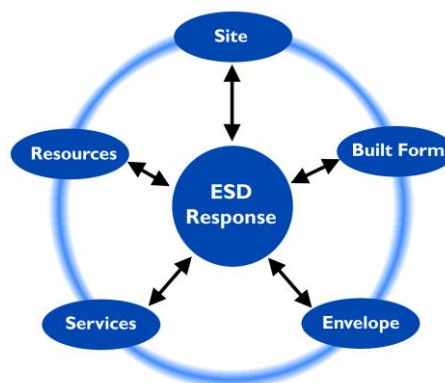 Site
Resources
Built Form
ESD
Response
Services
Envelope